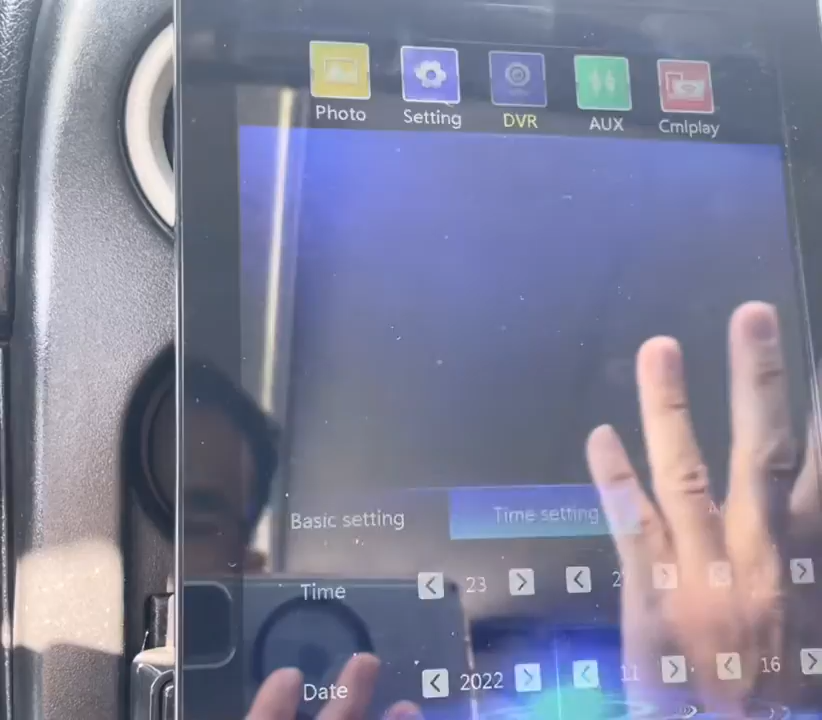 Photo Setting DVR AUX Cmlplay
Basic setting Time setting
Time < 23 > < > < >
Date < 2022 > < 11 > < 16 >